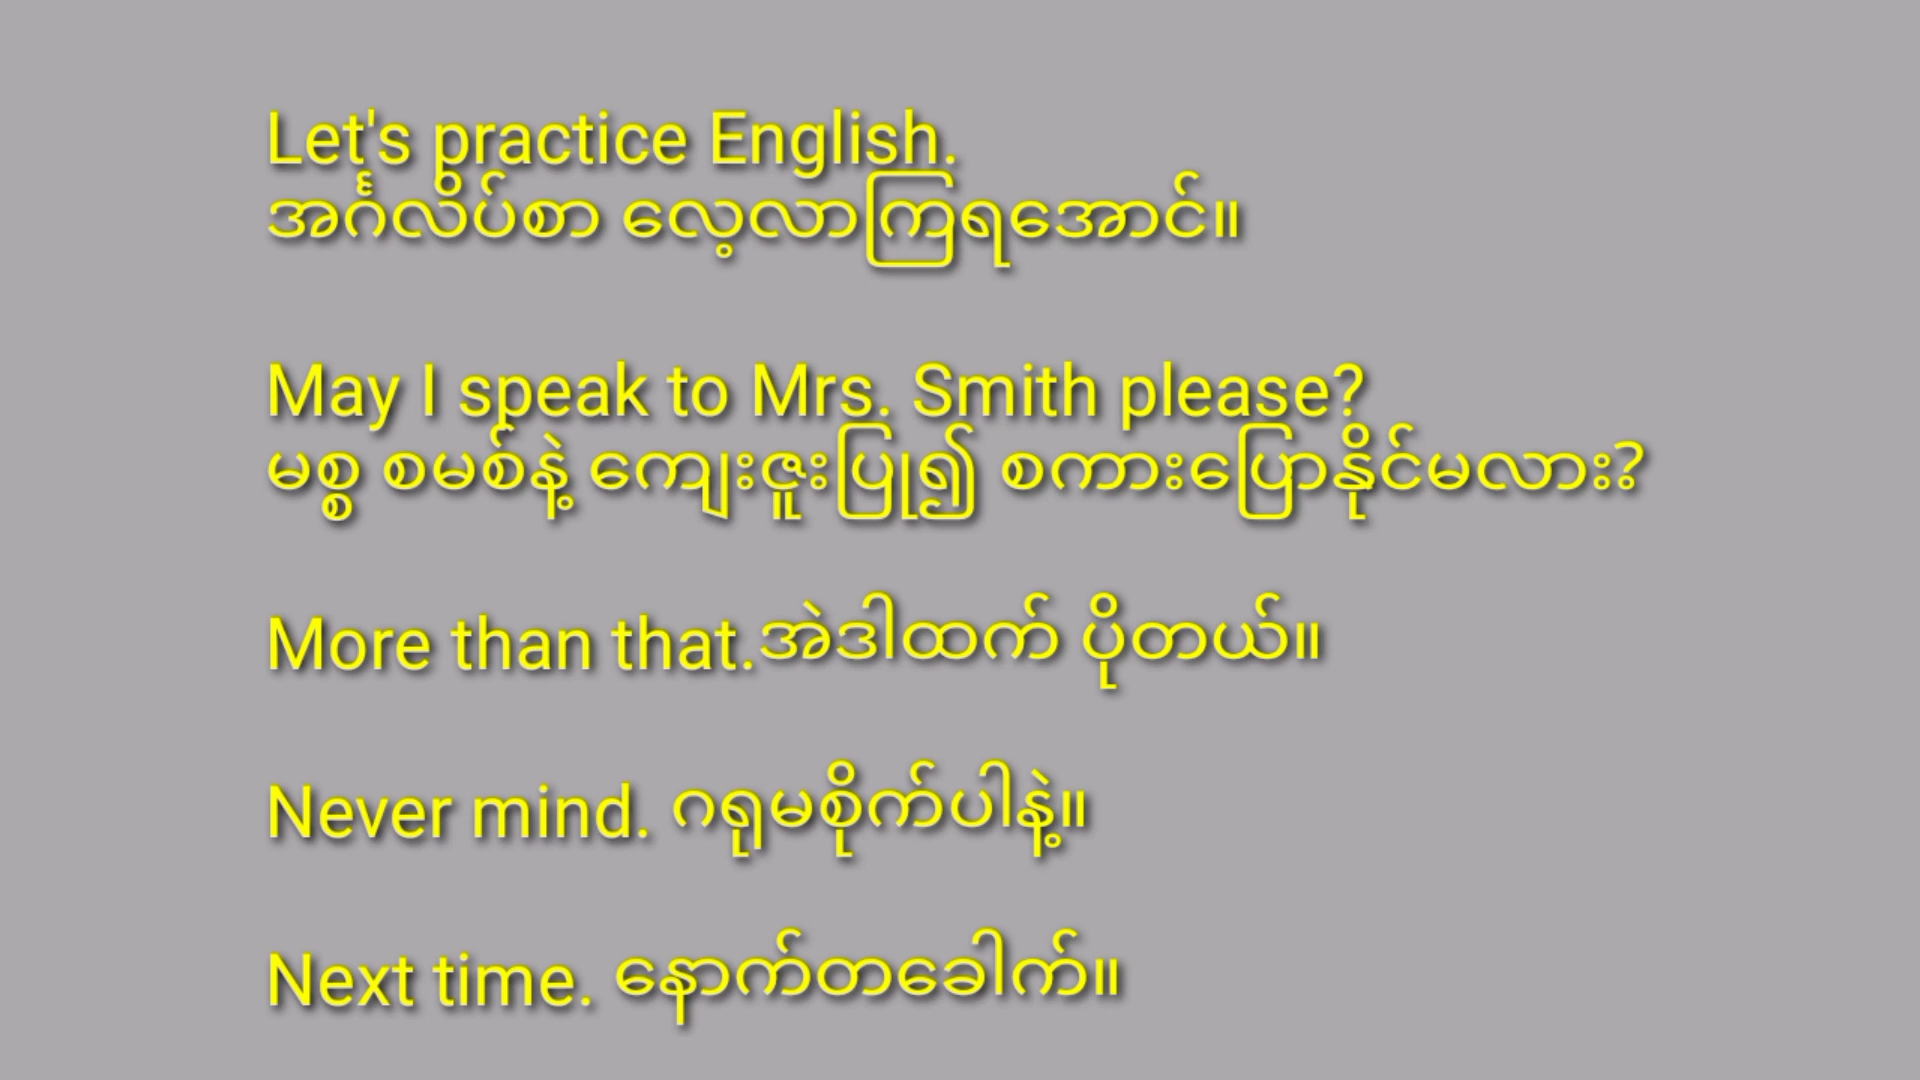 Let's practice English.
အင်္ဂလိပ်စာ လေ့လာကြရအောင်။
May I speak to Mrs. Smith please?
မစ္စ စမစ်နဲ့ ကျေးဇူးပြု၍ စကားပြောနိုင်မလား?
More than that.အဲဒါထက် ပိုတယ်။
Never mind. ဂရုမစိုက်ပါနဲ့။
Next time. နောက်တခေါက်။